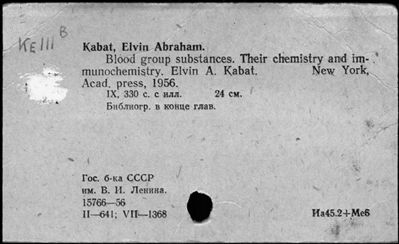 KE III B
Kabat, Elvin Abraham.
Blood group substances. Their chemistry and im-
munochemistry. Elvin A. Kabat. New York,
Acad. press, 1956.
IX, 330 с. с илл. 24 см.
Библиогр. в конце глав.
Гос. б-ка СССР
им. В. И. Ленина.
15766—56
II—641; VII—1368 Иа45.2+Ме6